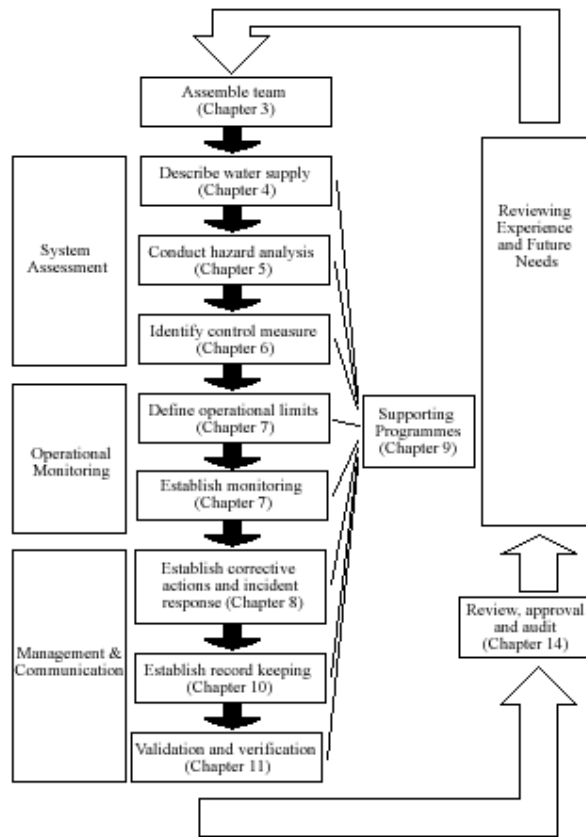 Assemble team
(Chapter 3)
Describe water supply
(Chapter 4)
System
Assessment
Conduct hazard analysis
(Chapter 5)
Identify control measure
(Chapter 6)
Define operational limits
(Chapter 7)
Operational
Monitoring
Establish monitoring
(Chapter 7)
Establish corrective
actions and incident
response (Chapter 8)
Management &
Communication
Establish record keeping
(Chapter 10)
Validation and verification
(Chapter 11)
Supporting
Programmes
(Chapter 9)
Review, approval
and audit
(Chapter 14)
Reviewing
Experience
and Future
Needs